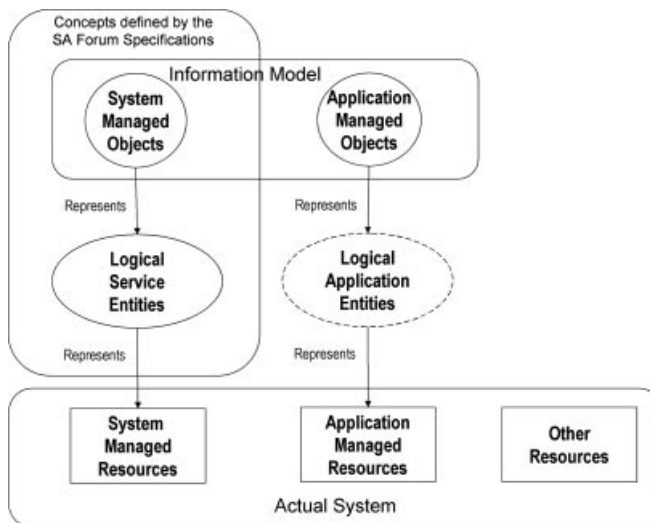 Concepts defined by the
SA Forum Specifications
Information Model
System
Managed
Objects
Application
Managed
Objects
Represents
Represents
Logical
Service
Entities
Logical
Application
Entities
Represents
Represents
System
Managed
Resources
Application
Managed
Resources
Other
Resources
Actual System